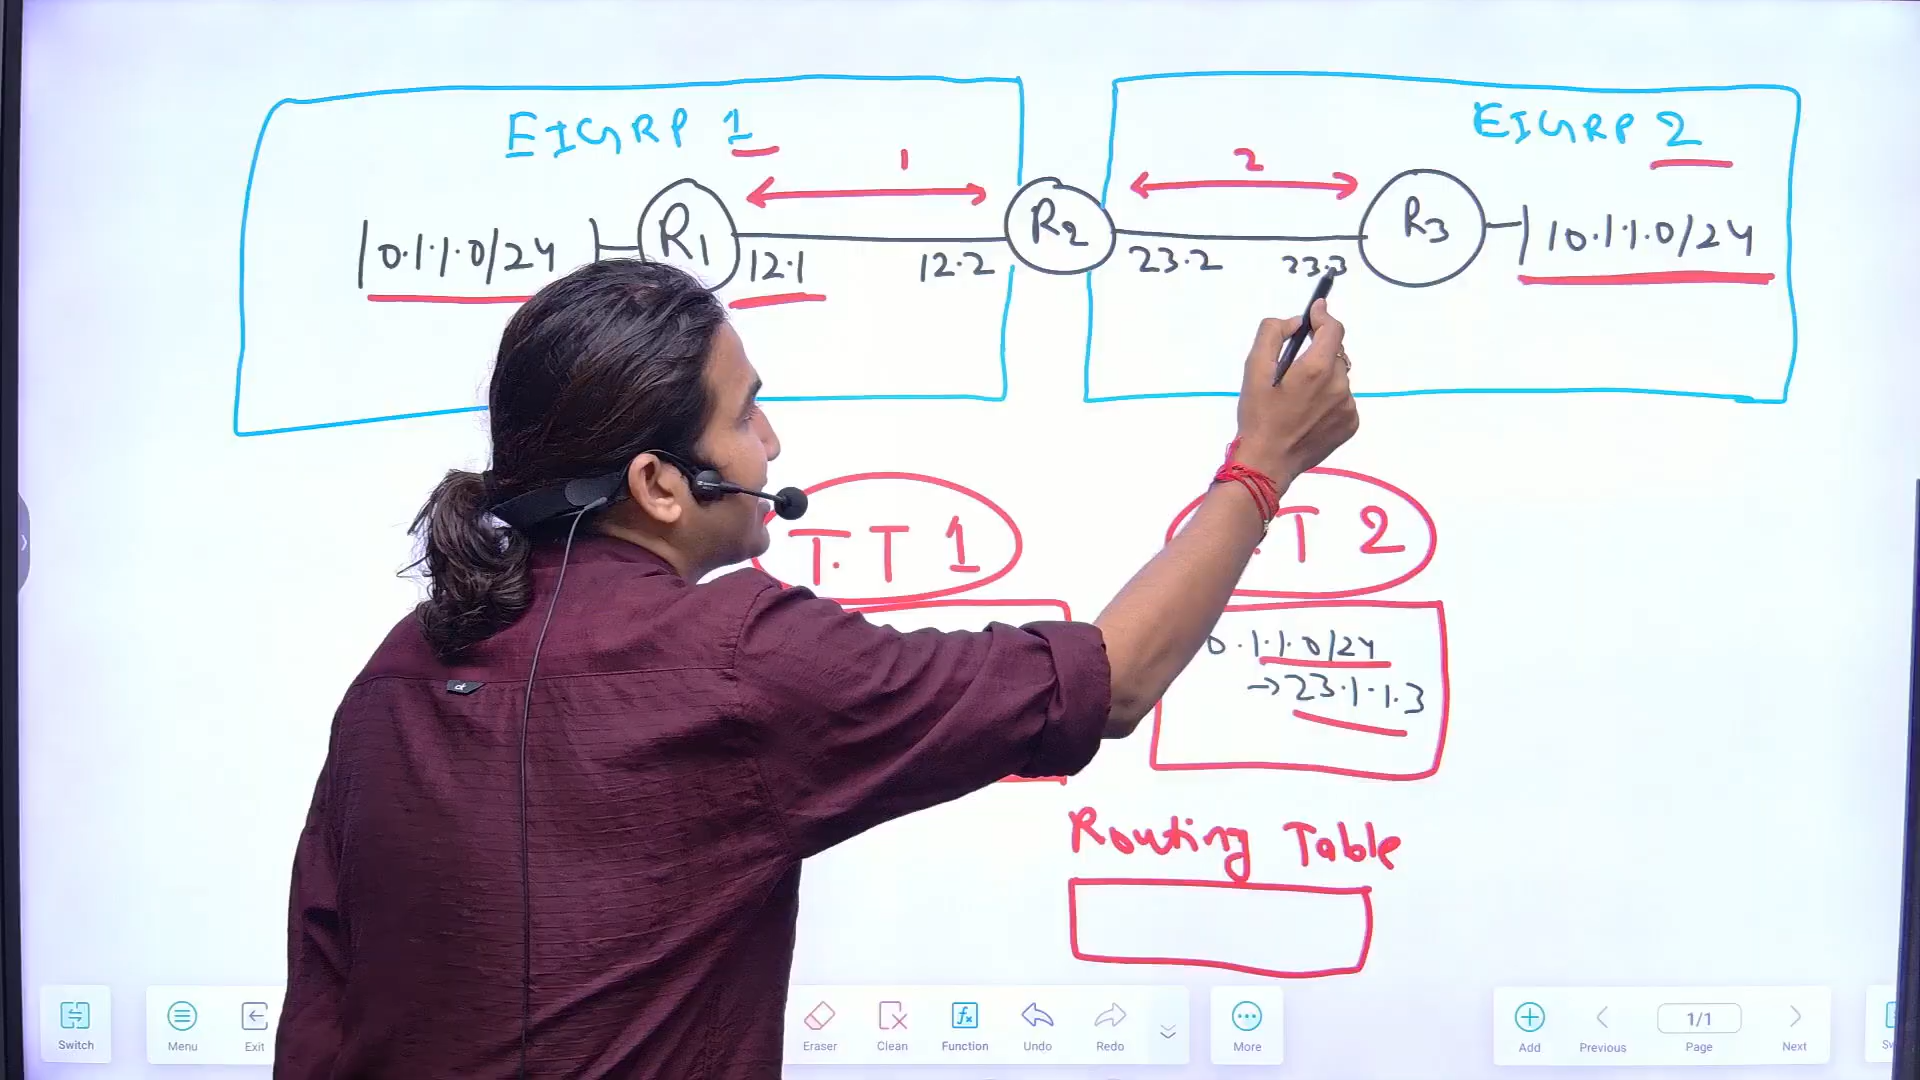 EIGRP 1
EIGRP 2
1
2
R1
R2
R3
10.1.1.0/24
12.1
12.2
23.2
23.3
10.1.1.0/24
T.T 1
.T 2
0.1.1.0/24
→23.1.1.3
Routing Table
Switch
Menu
Exit
Eraser
Clean
Function
Undo
Redo
More
Add
Previous
1/1
Page
Next